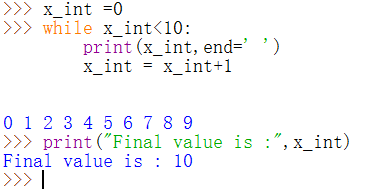 >>> x_int =0
>>> while x_int<10:
        print(x_int,end=' ')
        x_int = x_int+1
0 1 2 3 4 5 6 7 8 9
>>> print("Final value is :",x_int)
Final value is : 10
>>>